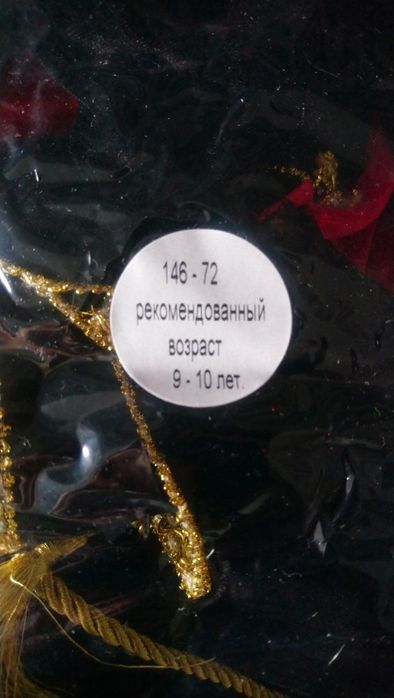 146 - 72
рекомендованный
возраст
9 - 10 лет.